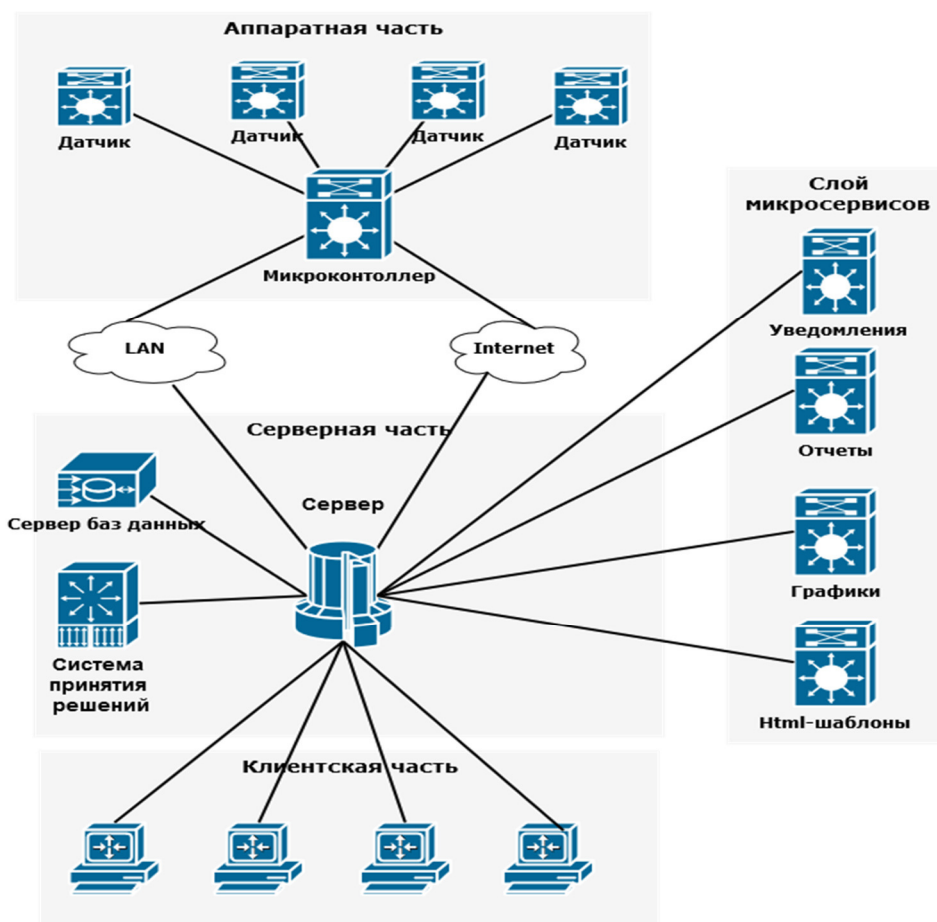 Аппаратная часть
Датчик
Датчик
Датчик
Датчик
Микроконтоллер
LAN
Internet
Серверная часть
Сервер баз данных
Сервер
Система
принятия
решений
Клиентская часть
Слой
микросервисов
Уведомления
Отчеты
Графики
Html-шаблоны